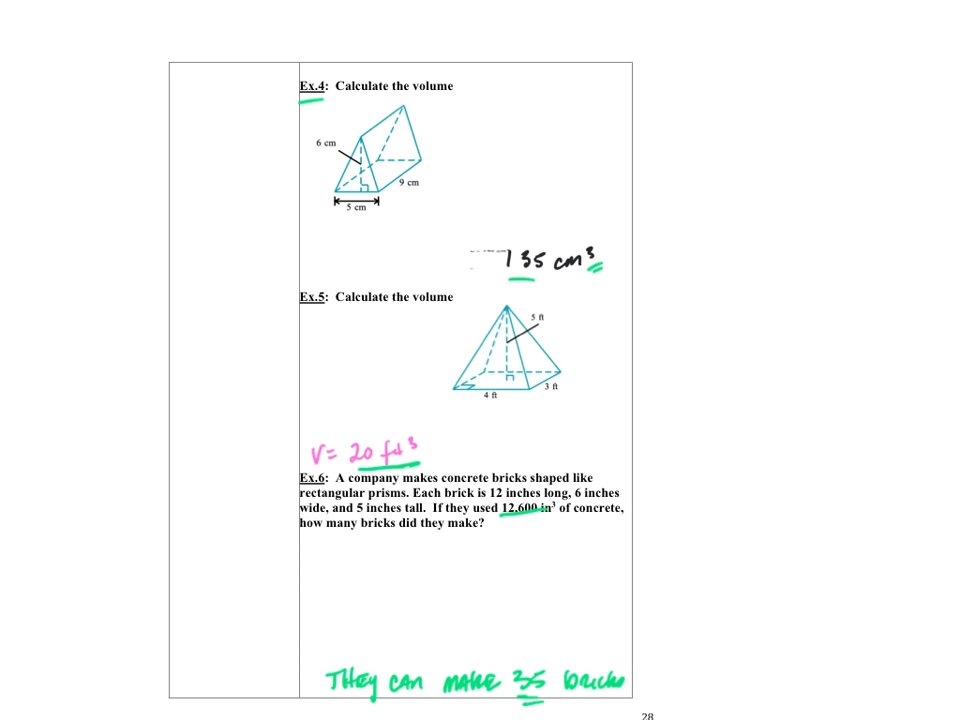 Ex.4: Calculate the volume
6 cm
9 cm
5 cm
135 cm³
Ex.5: Calculate the volume
5 ft
3 ft
4 ft
V= 20 ft³
Ex.6: A company makes concrete bricks shaped like
rectangular prisms. Each brick is 12 inches long, 6 inches
wide, and 5 inches tall. If they used 12,600 in³ of concrete,
how many bricks did they make?
THEY CAN MAKE 35 bricks
28